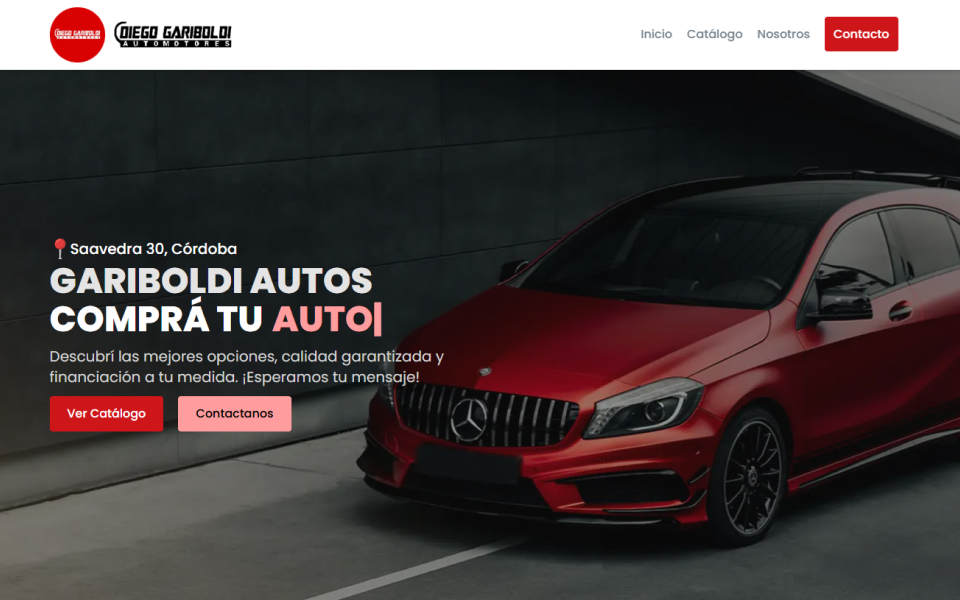 DIEGO GARIBOLDI
AUTOMOTORES
DIEGO GARIBOLDI
AUTOMOTORES
Inicio
Catálogo
Nosotros
Contacto
Saavedra 30, Córdoba
GARIBOLDI AUTOS
COMPRÁ TU AUTO|
Descubrí las mejores opciones, calidad garantizada y
financiación a tu medida. ¡Esperamos tu mensaje!
Ver Catálogo
Contactanos